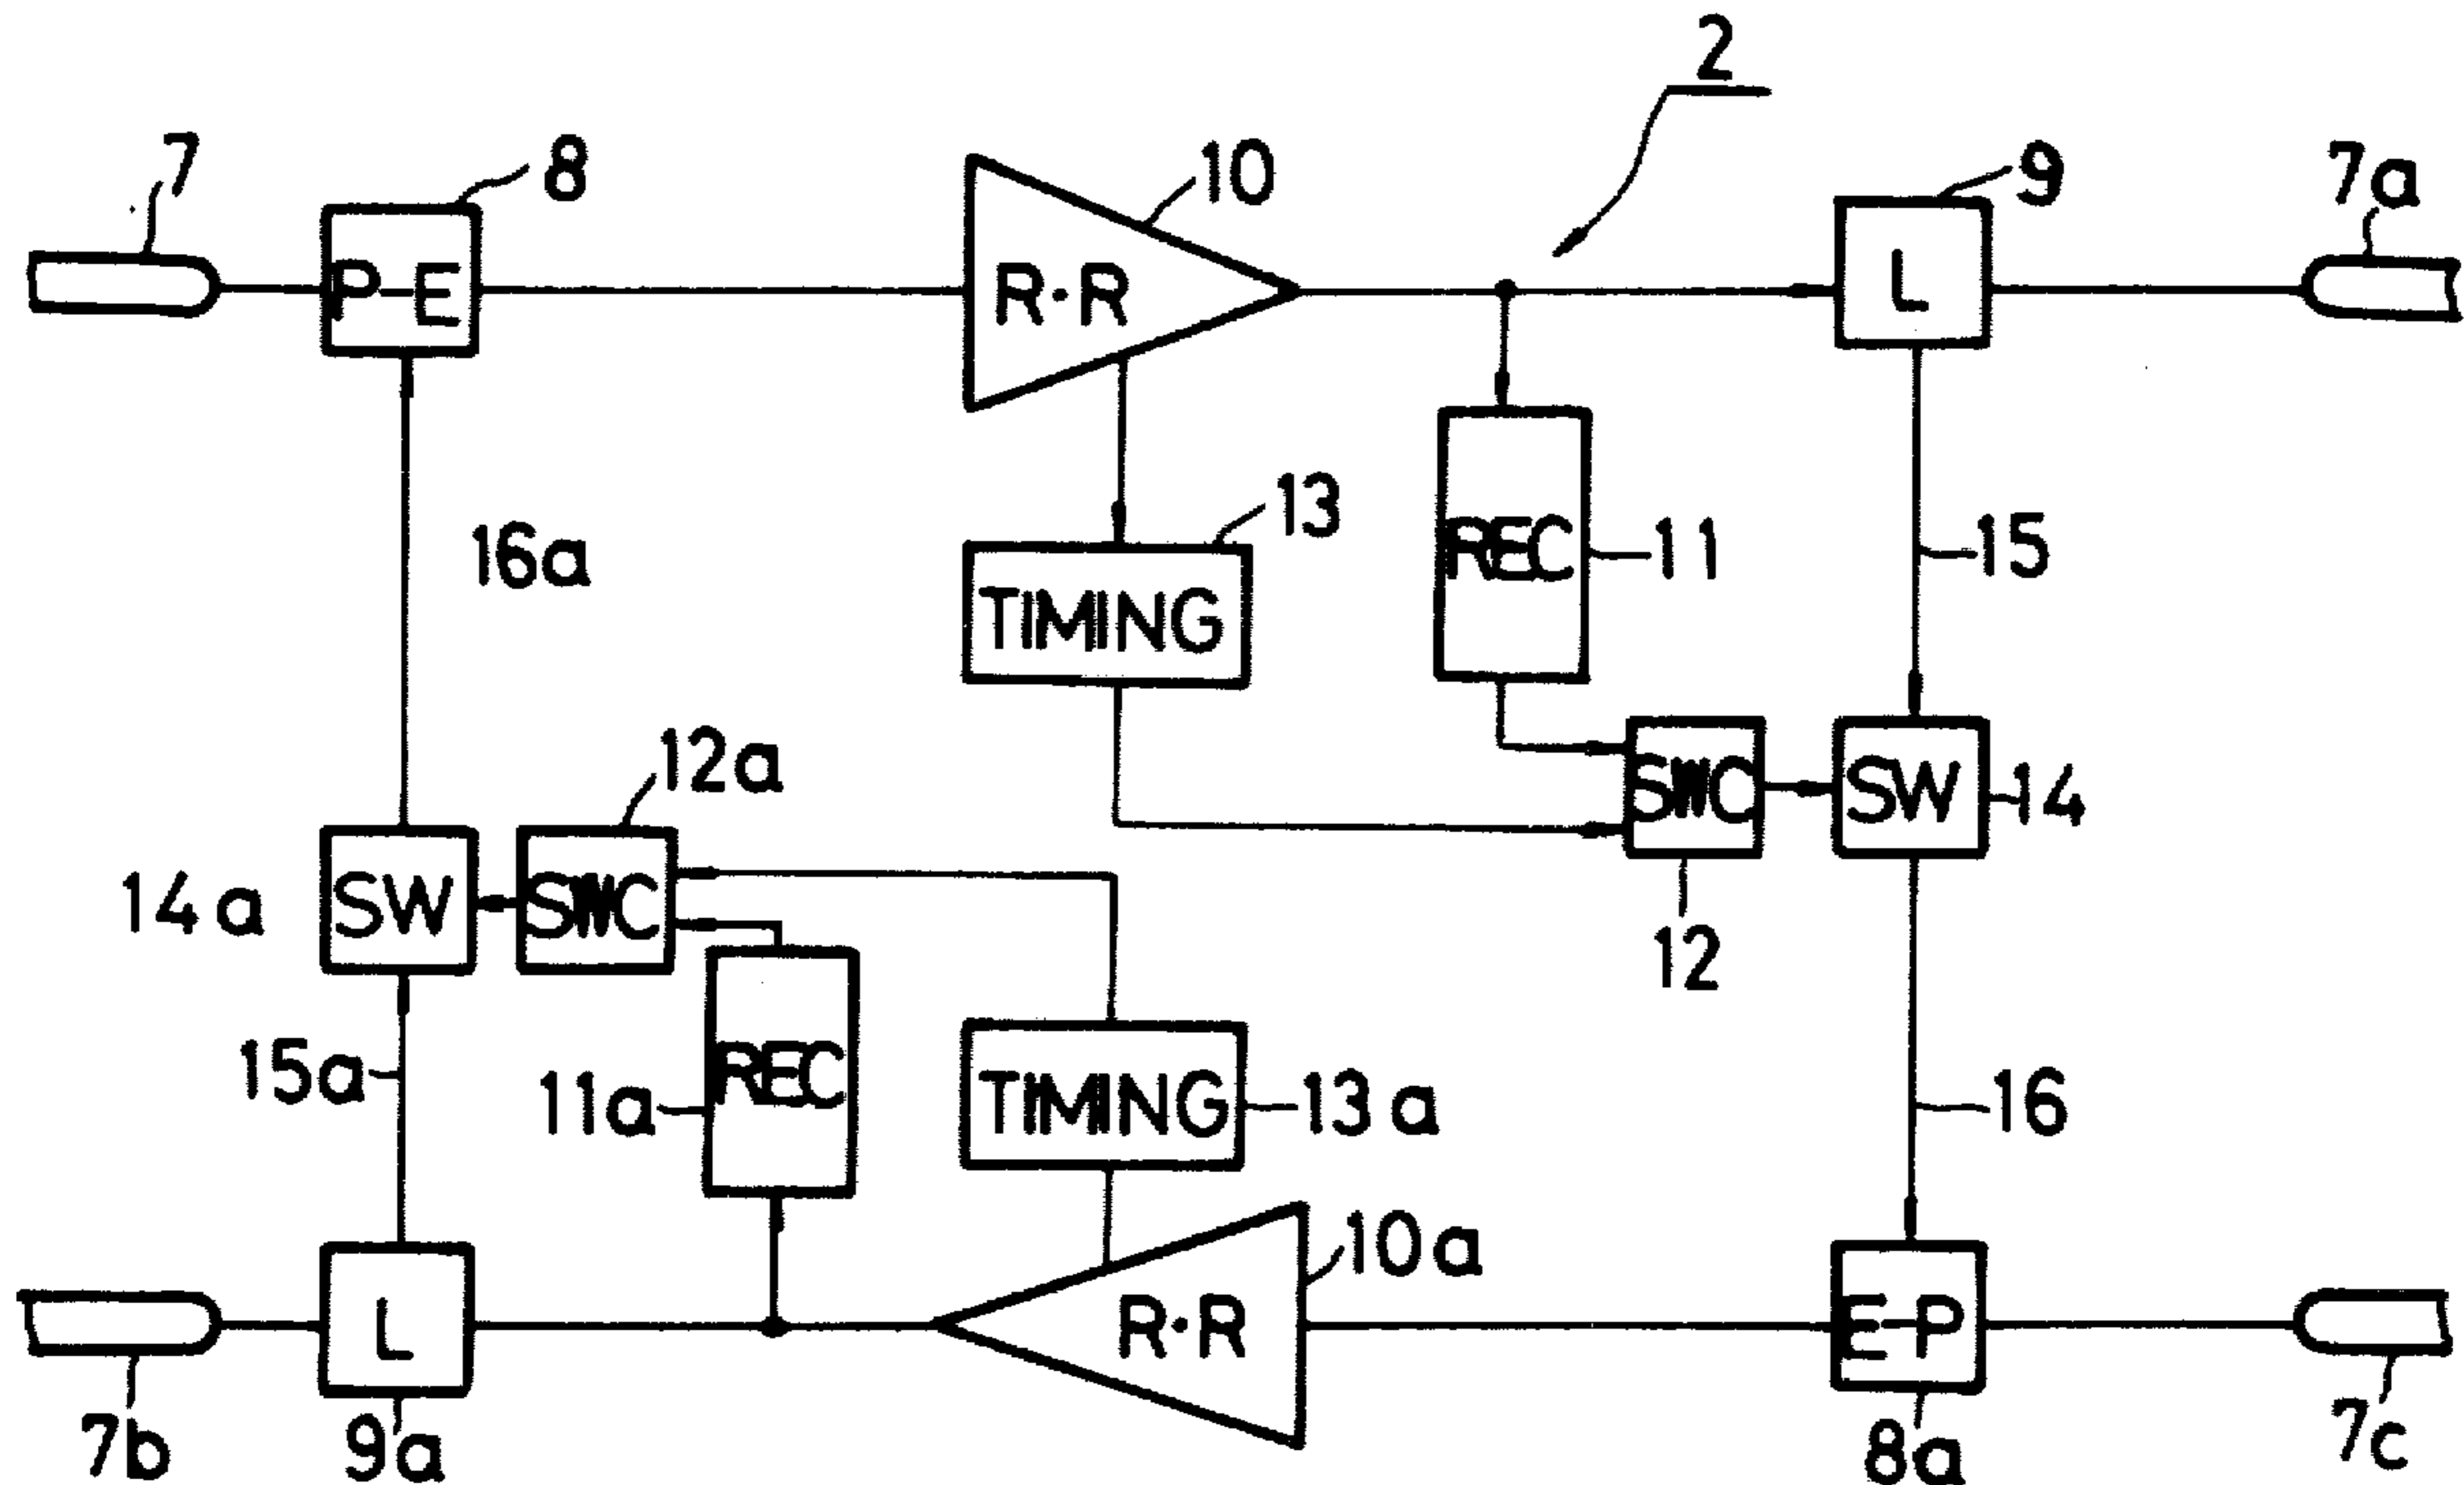 2
7
8
10
9
7a
P-E
R·R
L
16a
13
REC
11
15
TIMING
12a
SWC
SW
14
14a
SW
SWC
12
15a
11a
REC
TIMING
13a
16
10a
L
R·R
E-P
7b
9a
8a
7c